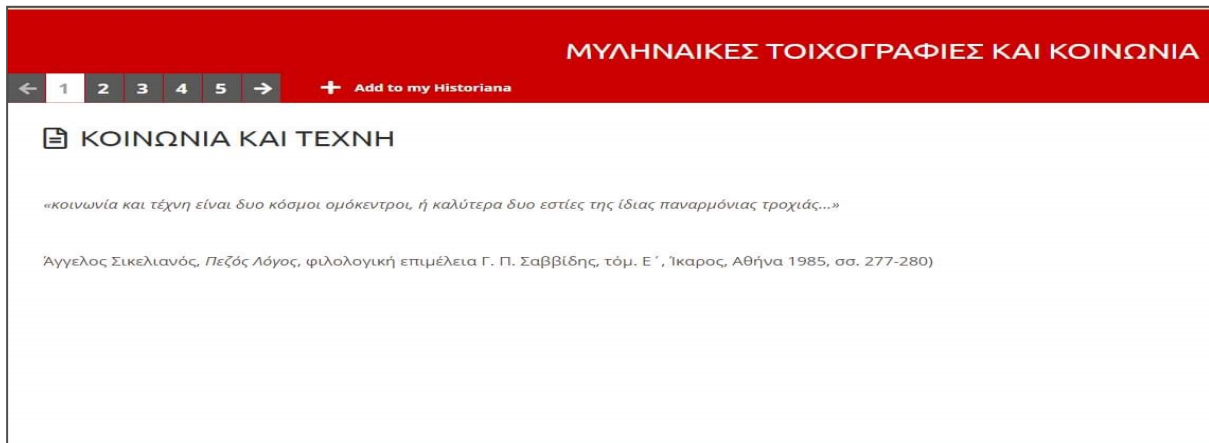 ΜΥΛΗΝΑΙΚΕΣ ΤΟΙΧΟΓΡΑΦΙΕΣ ΚΑΙ ΚΟΙΝΩΝΙΑ
← 1 2 3 4 5 → + Add to my Historiana
ΚΟΙΝΩΝΙΑ ΚΑΙ ΤΕΧΝΗ
«κοινωνία και τέχνη είναι δυο κόσμοι ομόκεντροι, ή καλύτερα δυο εστίες της ίδιας παναρμόνιας τροχιάς...»
Άγγελος Σικελιανός, Πεζός Λόγος, φιλολογική επιμέλεια Γ. Π. Σαββίδης, τόμ. Ε΄, Ίκαρος, Αθήνα 1985, σσ. 277-280)